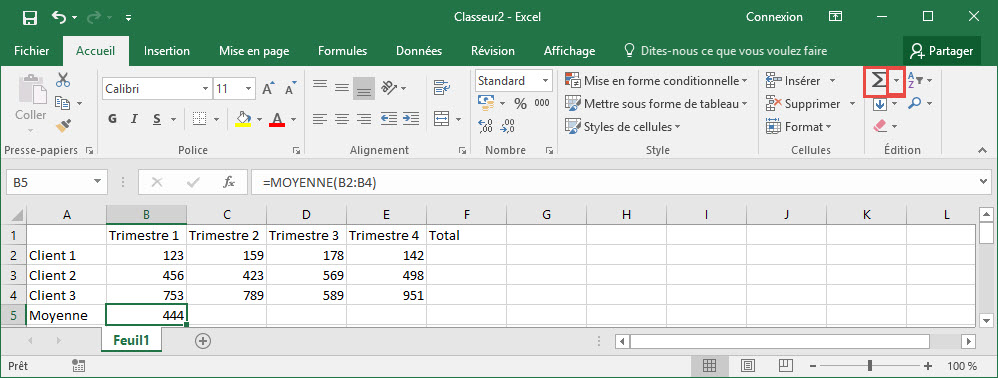 Classeur2 - Excel Connexion
Fichier Accueil Insertion Mise en page Formules Données Révision Affichage Dites-nous ce que vous voulez faire Partager
Coller
Calibri 11
G I S A A
Standard
% 000
,00 ,0
Mise en forme conditionnelle
Mettre sous forme de tableau
Styles de cellules
Insérer
Supprimer
Format
Σ
A Z
Presse-papiers Police Alignement Nombre Style Cellules Édition
B5 fx =MOYENNE(B2:B4)
A B C D E F G H I J K L
1 Trimestre 1 Trimestre 2 Trimestre 3 Trimestre 4 Total
2 Client 1 123 159 178 142
3 Client 2 456 423 569 498
4 Client 3 753 789 589 951
5 Moyenne 444
Feuil1
Prêt 100 %